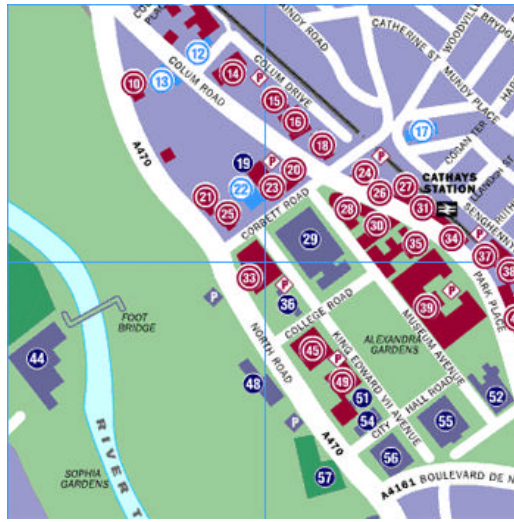 COLUM DRIVE
COLUM ROAD
CATHERINE ST
MUNDY PLACE
A470
CATHAYS
STATION
CORBETT ROAD
PARK PLACE
COLLEGE ROAD
MUSEUM AVENUE
ALEXANDRA
GARDENS
KING EDWARD VII AVENUE
CITY HALL ROAD
NORTH ROAD
A470
FOOT
BRIDGE
SOPHIA
GARDENS
RIVER T
A4161 BOULEVARD DE N
10
12
13
14
15
16
17
18
19
20
21
22
23
24
25
26
27
28
29
30
31
33
34
35
36
37
38
39
44
45
48
49
51
52
54
55
56
57
P
P
P
P
P
P
P
P
P